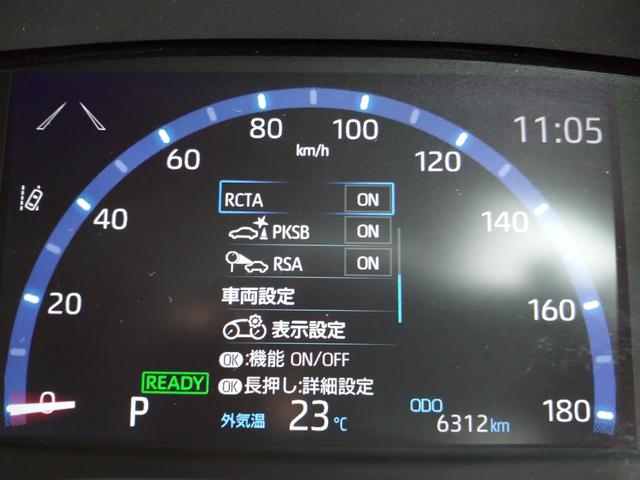 80
100
60
km/h
120
11:05
40
140
RCTA ON
PKSB ON
RSA ON
車両設定
表示設定
OK:機能 ON/OFF
OK長押し:詳細設定
20
160
READY
0
P
外気温 23℃
ODO
6312km
180